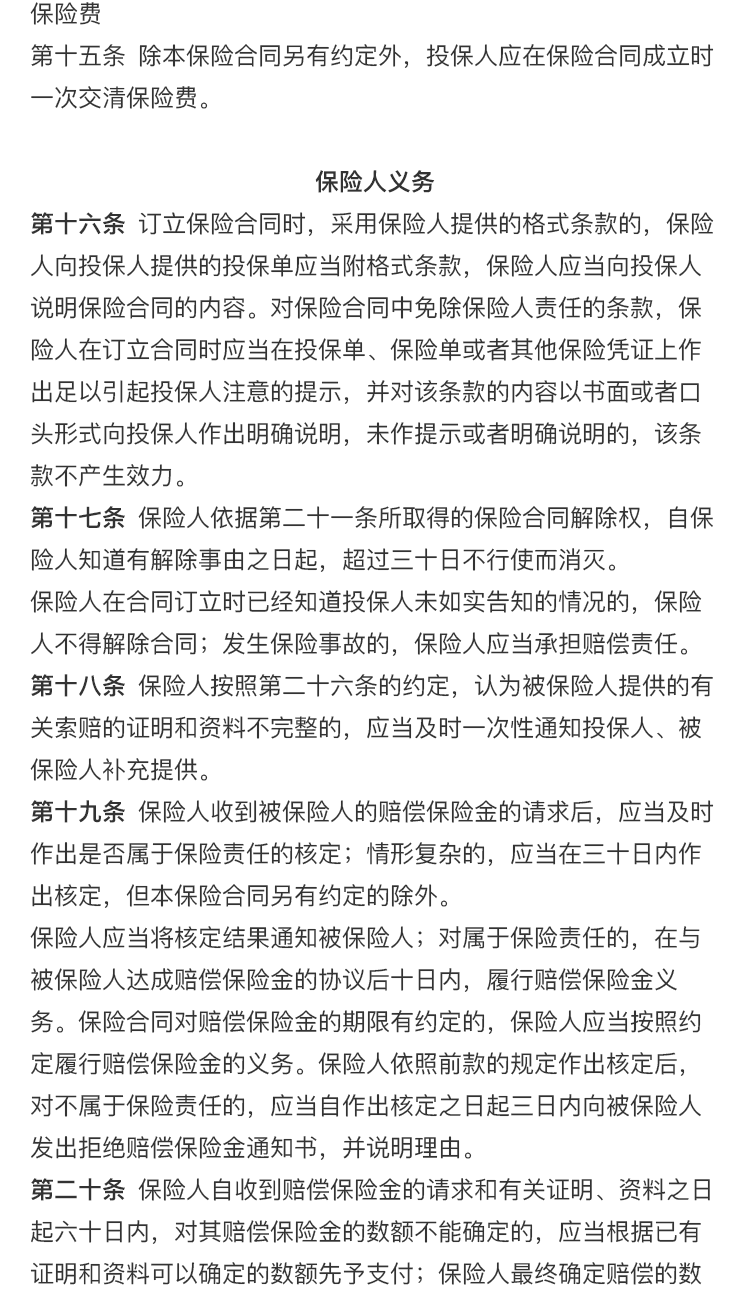 保险费
第十五条 除本保险合同另有约定外，投保人应在保险合同成立时
一次交清保险费。
保险人义务
第十六条 订立保险合同时，采用保险人提供的格式条款的，保险
人向投保人提供的投保单应当附格式条款，保险人应当向投保人
说明保险合同的内容。对保险合同中免除保险人责任的条款，保
险人在订立合同时应当在投保单、保险单或者其他保险凭证上作
出足以引起投保人注意的提示，并对该条款的内容以书面或者口
头形式向投保人作出明确说明，未作提示或者明确说明的，该条
款不产生效力。
第十七条 保险人依据第二十一条所取得的保险合同解除权，自保
险人知道有解除事由之日起，超过三十日不行使而消灭。
保险人在合同订立时已经知道投保人未如实告知的情况的，保险
人不得解除合同；发生保险事故的，保险人应当承担赔偿责任。
第十八条 保险人按照第二十六条的约定，认为被保险人提供的有
关索赔的证明和资料不完整的，应当及时一次性通知投保人、被
保险人补充提供。
第十九条 保险人收到被保险人的赔偿保险金的请求后，应当及时
作出是否属于保险责任的核定；情形复杂的，应当在三十日内作
出核定，但本保险合同另有约定的除外。
保险人应当将核定结果通知被保险人；对属于保险责任的，在与
被保险人达成赔偿保险金的协议后十日内，履行赔偿保险金义
务。保险合同对赔偿保险金的期限有约定的，保险人应当按照约
定履行赔偿保险金的义务。保险人依照前款的规定作出核定后，
对不属于保险责任的，应当自作出核定之日起三日内向被保险人
发出拒绝赔偿保险金通知书，并说明理由。
第二十条 保险人自收到赔偿保险金的请求和有关证明、资料之日
起六十日内，对其赔偿保险金的数额不能确定的，应当根据已有
证明和资料可以确定的数额先予支付；保险人最终确定赔偿的数